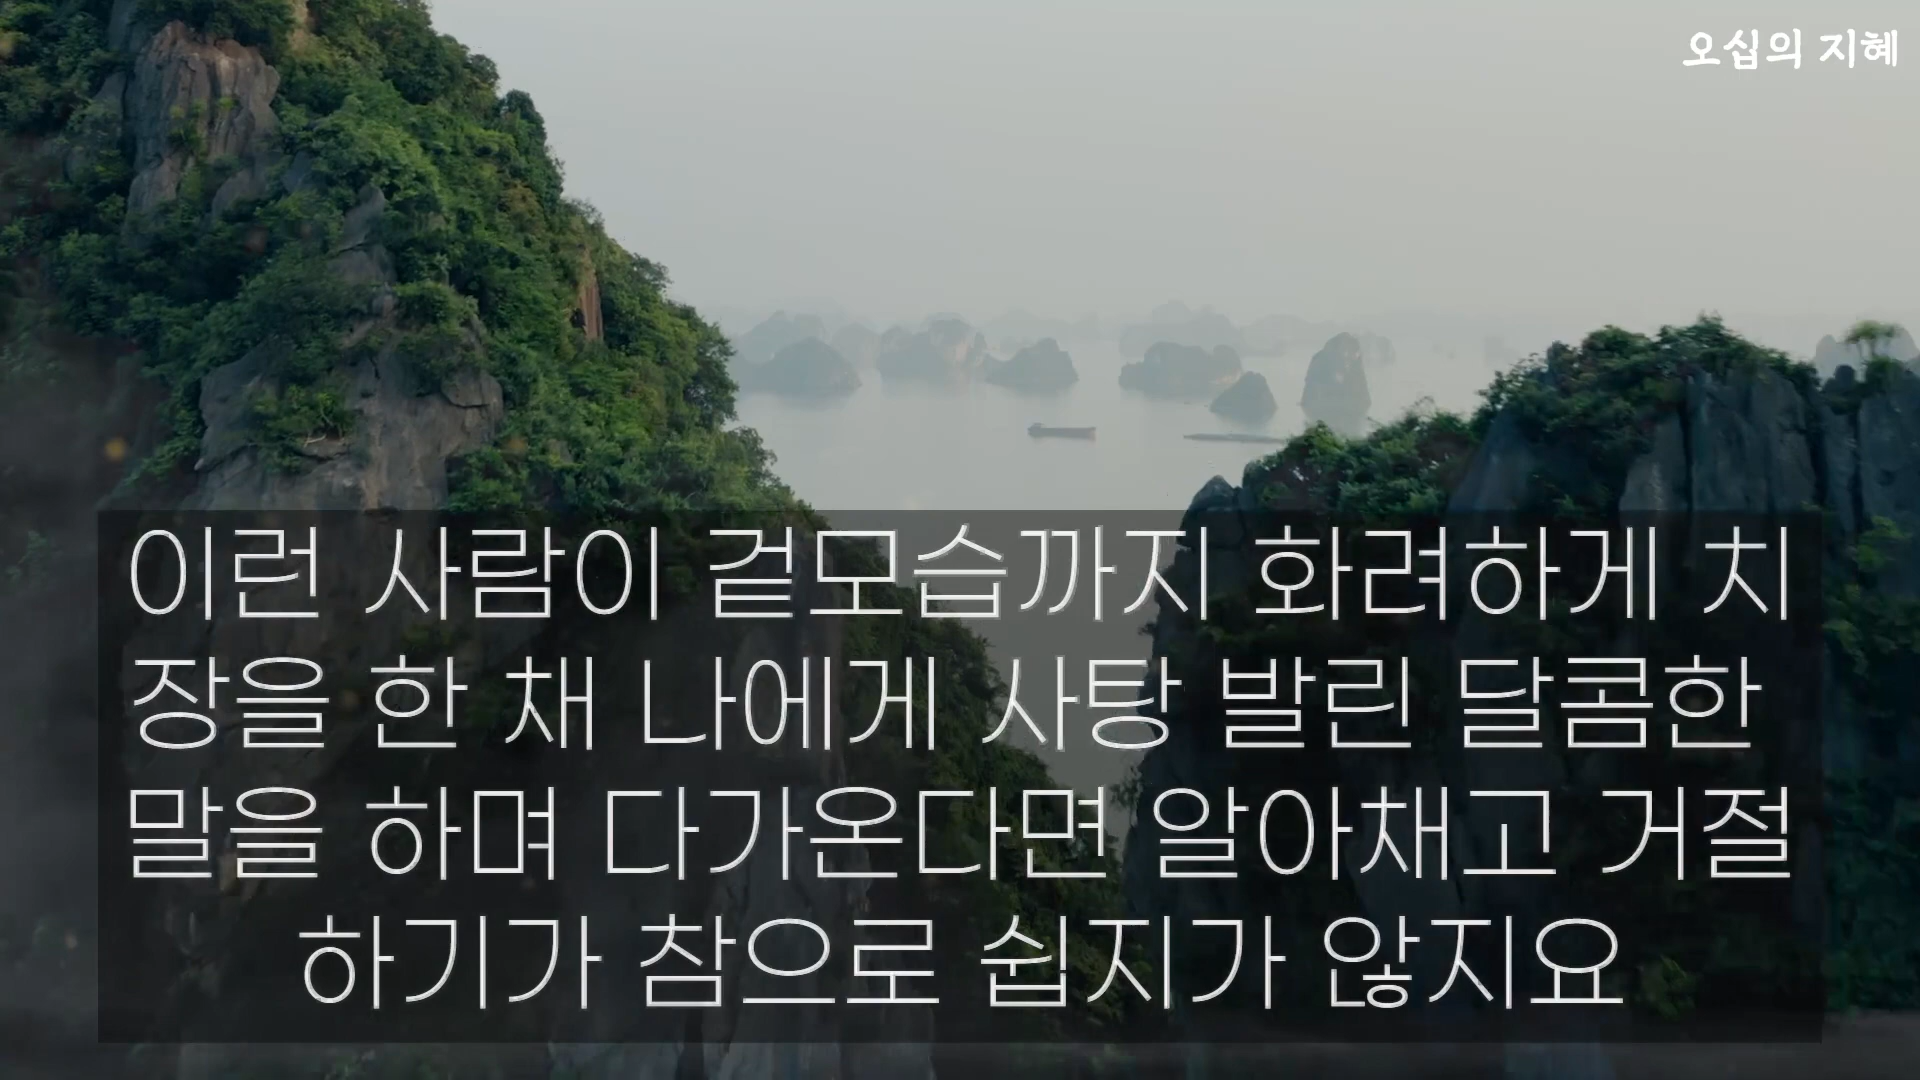 오십의 지혜
이런 사람이 겉모습까지 화려하게 치
장을 한 채 나에게 사탕 발린 달콤한
말을 하며 다가온다면 알아채고 거절
하기가 참으로 쉽지가 않지요